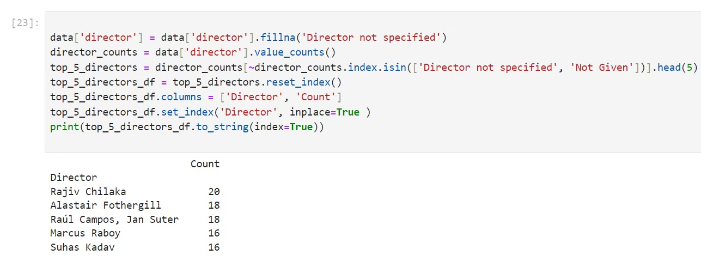 [23]:
data['director'] = data['director'].fillna('Director not specified')
director_counts = data['director'].value_counts()
top_5_directors = director_counts[~director_counts.index.isin(['Director not specified', 'Not Given'])].head(5)
top_5_directors_df = top_5_directors.reset_index()
top_5_directors_df.columns = ['Director', 'Count']
top_5_directors_df.set_index('Director', inplace=True )
print(top_5_directors_df.to_string(index=True))
Count
Director
Rajiv Chilaka 20
Alastair Fothergill 18
Raúl Campos, Jan Suter 18
Marcus Raboy 16
Suhas Kadav 16